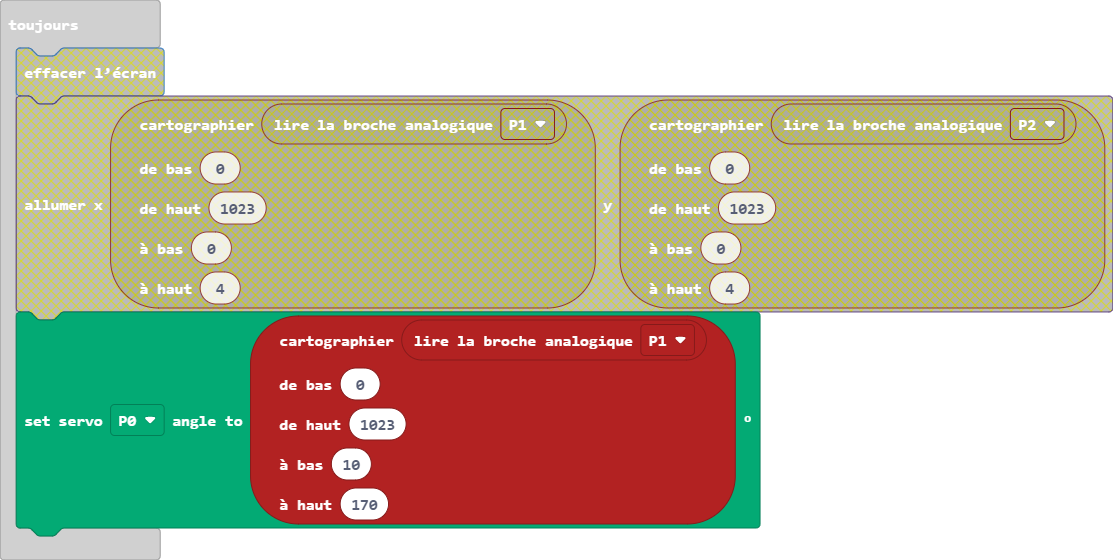 toujours
effacer l'écran
allumer x cartographier lire la broche analogique P1
de bas 0
de haut 1023
à bas 0
à haut 4
y cartographier lire la broche analogique P2
de bas 0
de haut 1023
à bas 0
à haut 4
set servo P0 angle to cartographier lire la broche analogique P1
de bas 0
de haut 1023
à bas 10
à haut 170
°